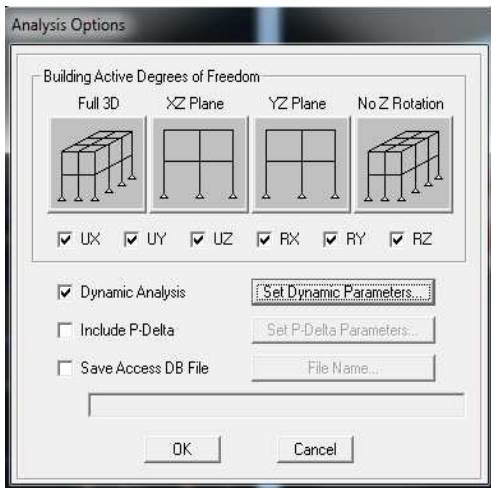 Analysis Options
Building Active Degrees of Freedom
Full 3D XZ Plane YZ Plane No Z Rotation
UX UY UZ RX RY RZ
Dynamic Analysis Set Dynamic Parameters...
Include P-Delta Set P-Delta Parameters...
Save Access DB File File Name...
OK Cancel